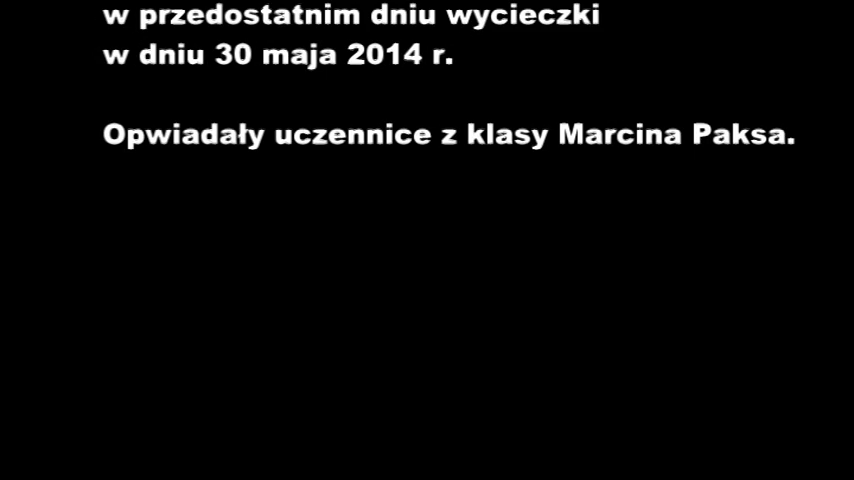 w przedostatnim dniu wycieczki
w dniu 30 maja 2014 r.
Opwiadały uczennice z klasy Marcina Paksa.